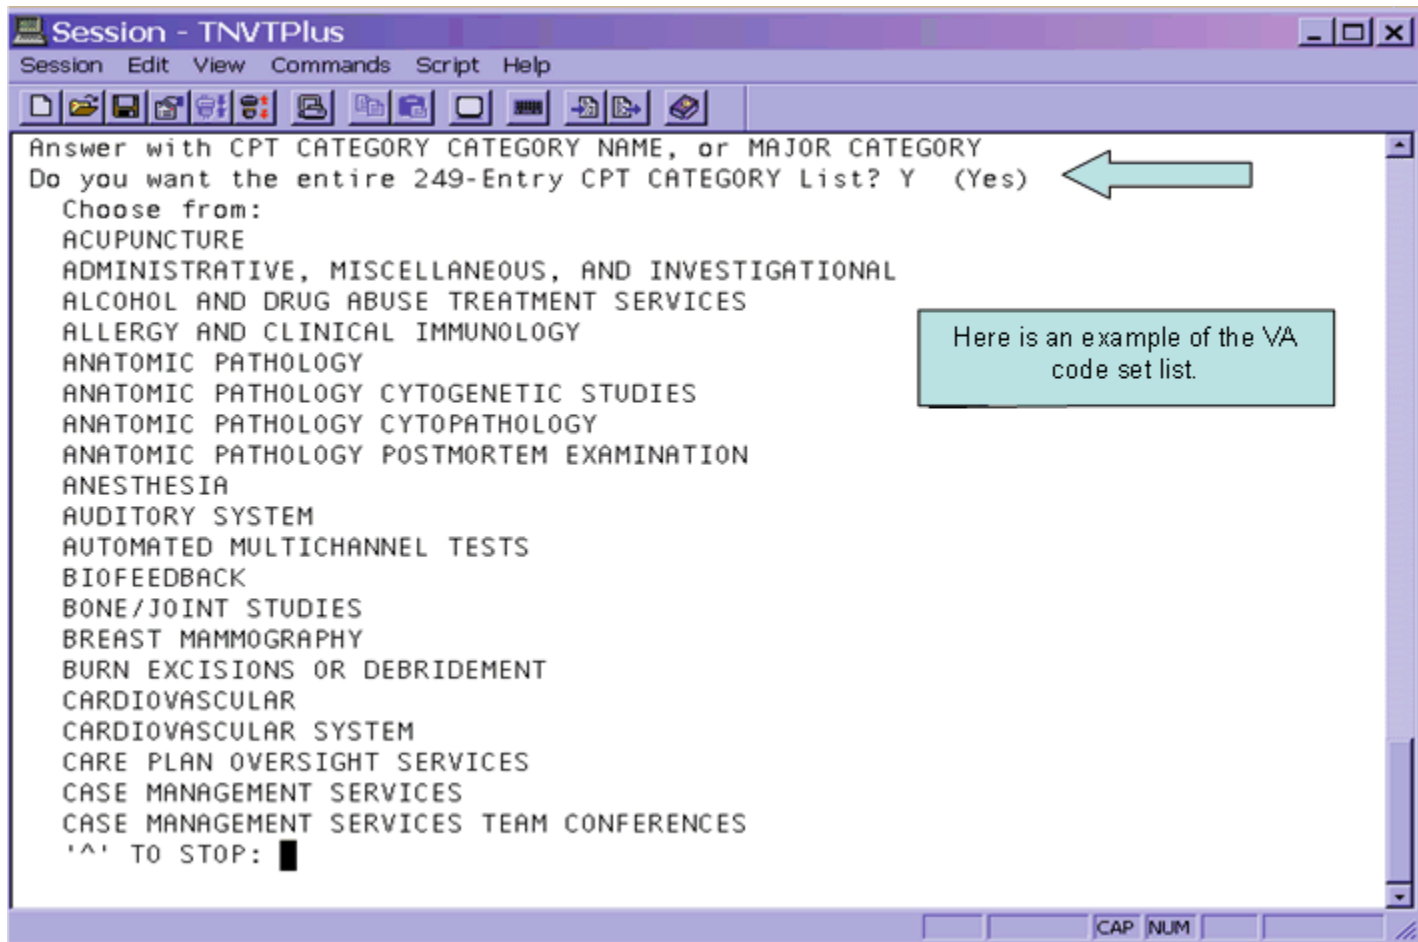 Session - TNVTPlus
Session Edit View Commands Script Help
Answer with CPT CATEGORY CATEGORY NAME, or MAJOR CATEGORY
Do you want the entire 249-Entry CPT CATEGORY List? Y (Yes)
Choose from:
ACUPUNCTURE
ADMINISTRATIVE, MISCELLANEOUS, AND INVESTIGATIONAL
ALCOHOL AND DRUG ABUSE TREATMENT SERVICES
ALLERGY AND CLINICAL IMMUNOLOGY
ANATOMIC PATHOLOGY
ANATOMIC PATHOLOGY CYTOGENETIC STUDIES
ANATOMIC PATHOLOGY CYTOPATHOLOGY
ANATOMIC PATHOLOGY POSTMORTEM EXAMINATION
ANESTHESIA
AUDITORY SYSTEM
AUTOMATED MULTICHANNEL TESTS
BIOFEEDBACK
BONE/JOINT STUDIES
BREAST MAMMOGRAPHY
BURN EXCISIONS OR DEBRIDEMENT
CARDIOVASCULAR
CARDIOVASCULAR SYSTEM
CARE PLAN OVERSIGHT SERVICES
CASE MANAGEMENT SERVICES
CASE MANAGEMENT SERVICES TEAM CONFERENCES
'^' TO STOP:
Here is an example of the VA
code set list.
CAP NUM